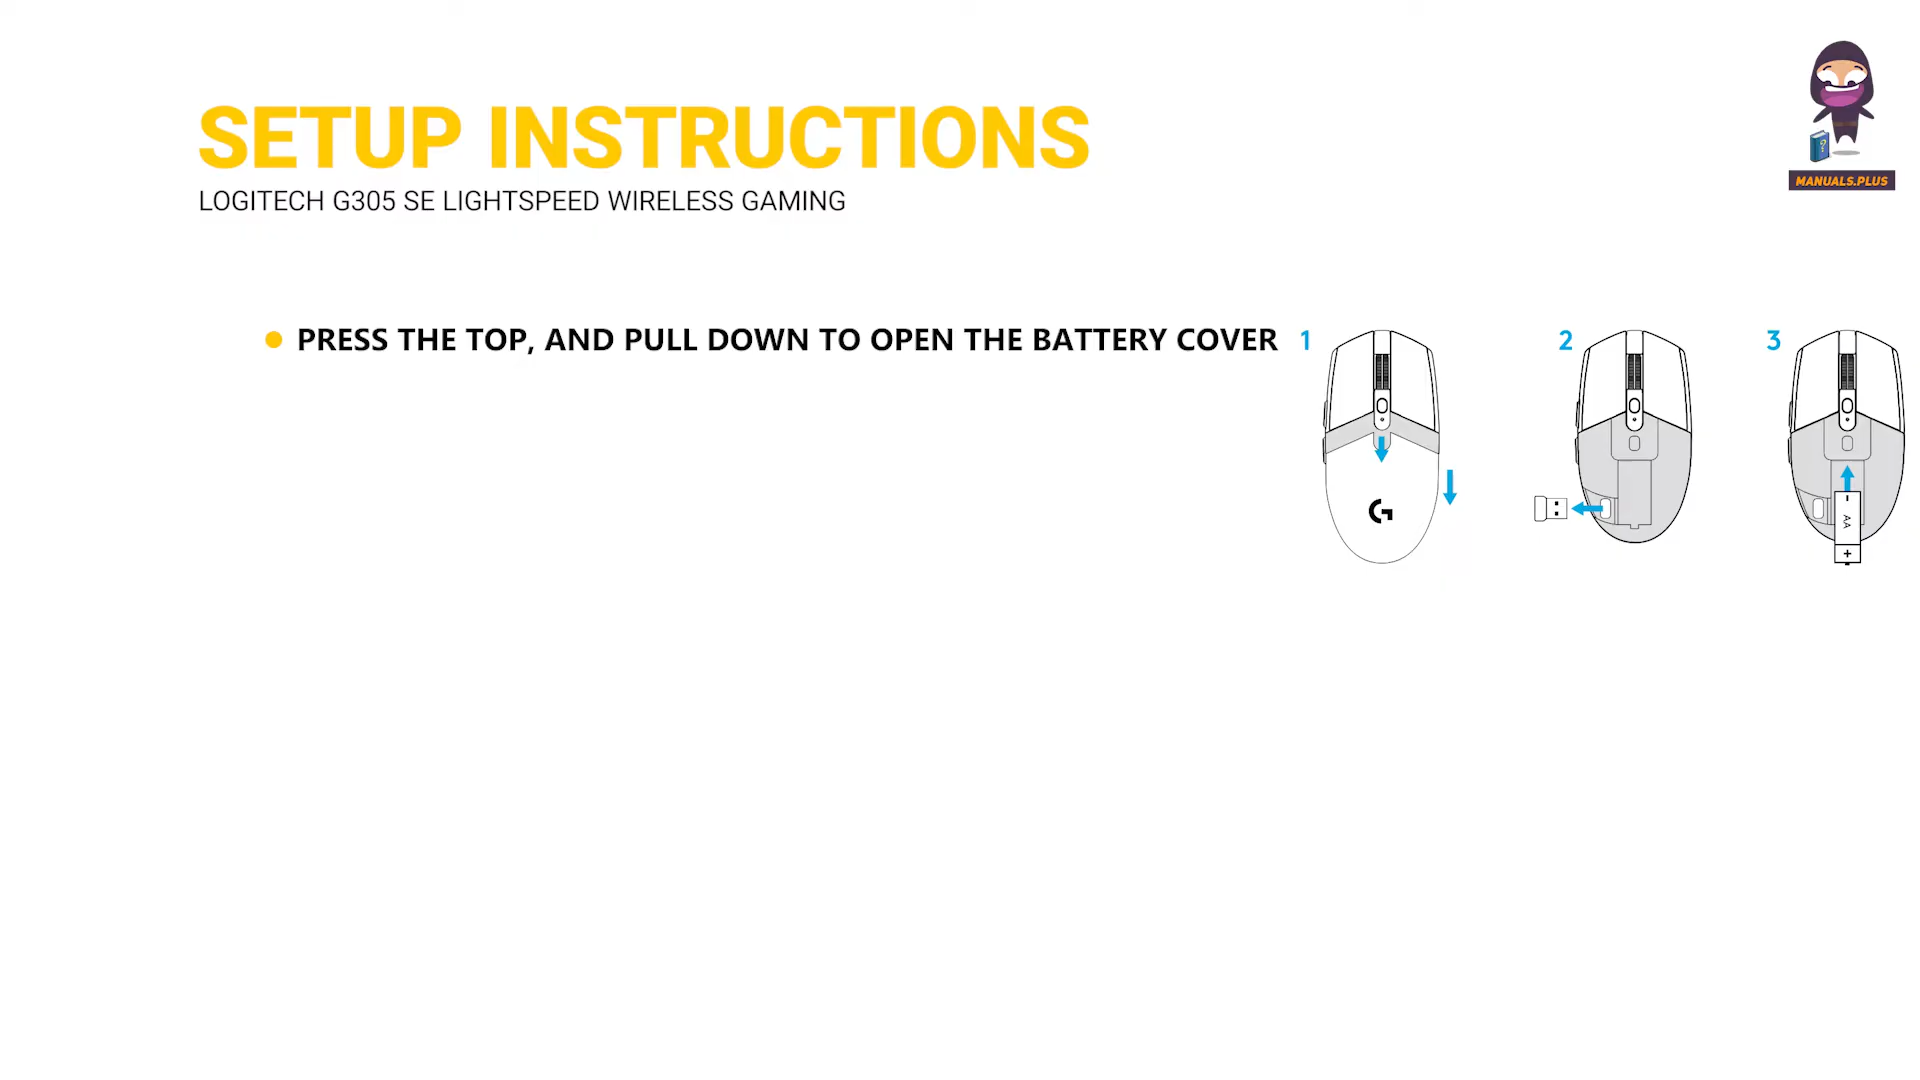 SETUP INSTRUCTIONS
LOGITECH G305 SE LIGHTSPEED WIRELESS GAMING
MANUALS.PLUS
PRESS THE TOP, AND PULL DOWN TO OPEN THE BATTERY COVER
1
2
3
- AA +